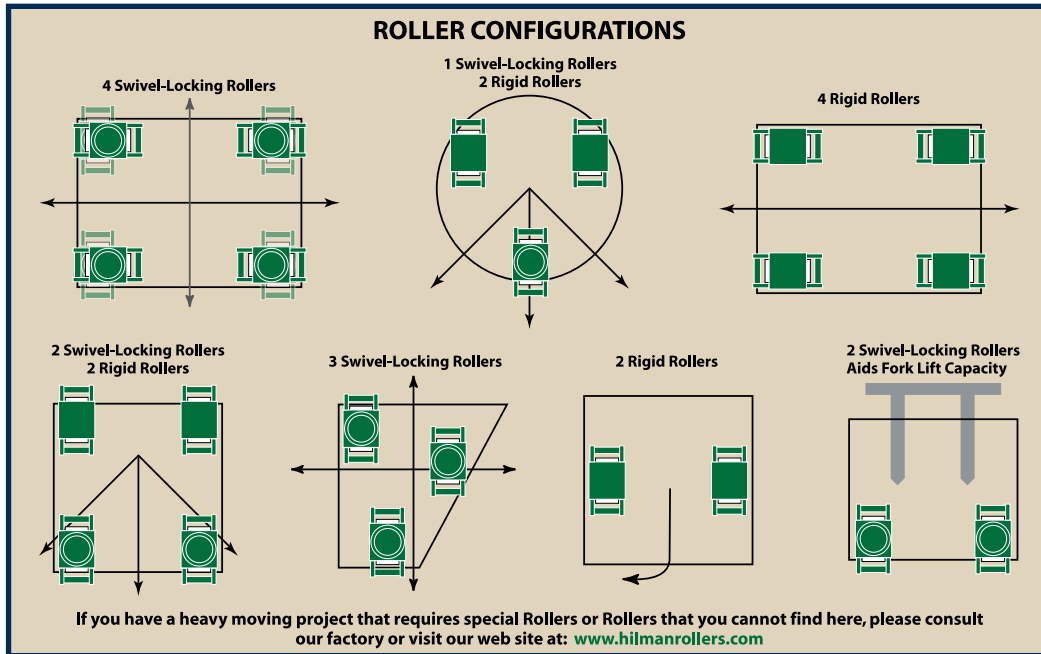 ROLLER CONFIGURATIONS
4 Swivel-Locking Rollers
1 Swivel-Locking Rollers
2 Rigid Rollers
4 Rigid Rollers
2 Swivel-Locking Rollers
2 Rigid Rollers
3 Swivel-Locking Rollers
2 Rigid Rollers
2 Swivel-Locking Rollers
Aids Fork Lift Capacity
If you have a heavy moving project that requires special Rollers or Rollers that you cannot find here, please consult
our factory or visit our web site at: www.hilmanrollers.com